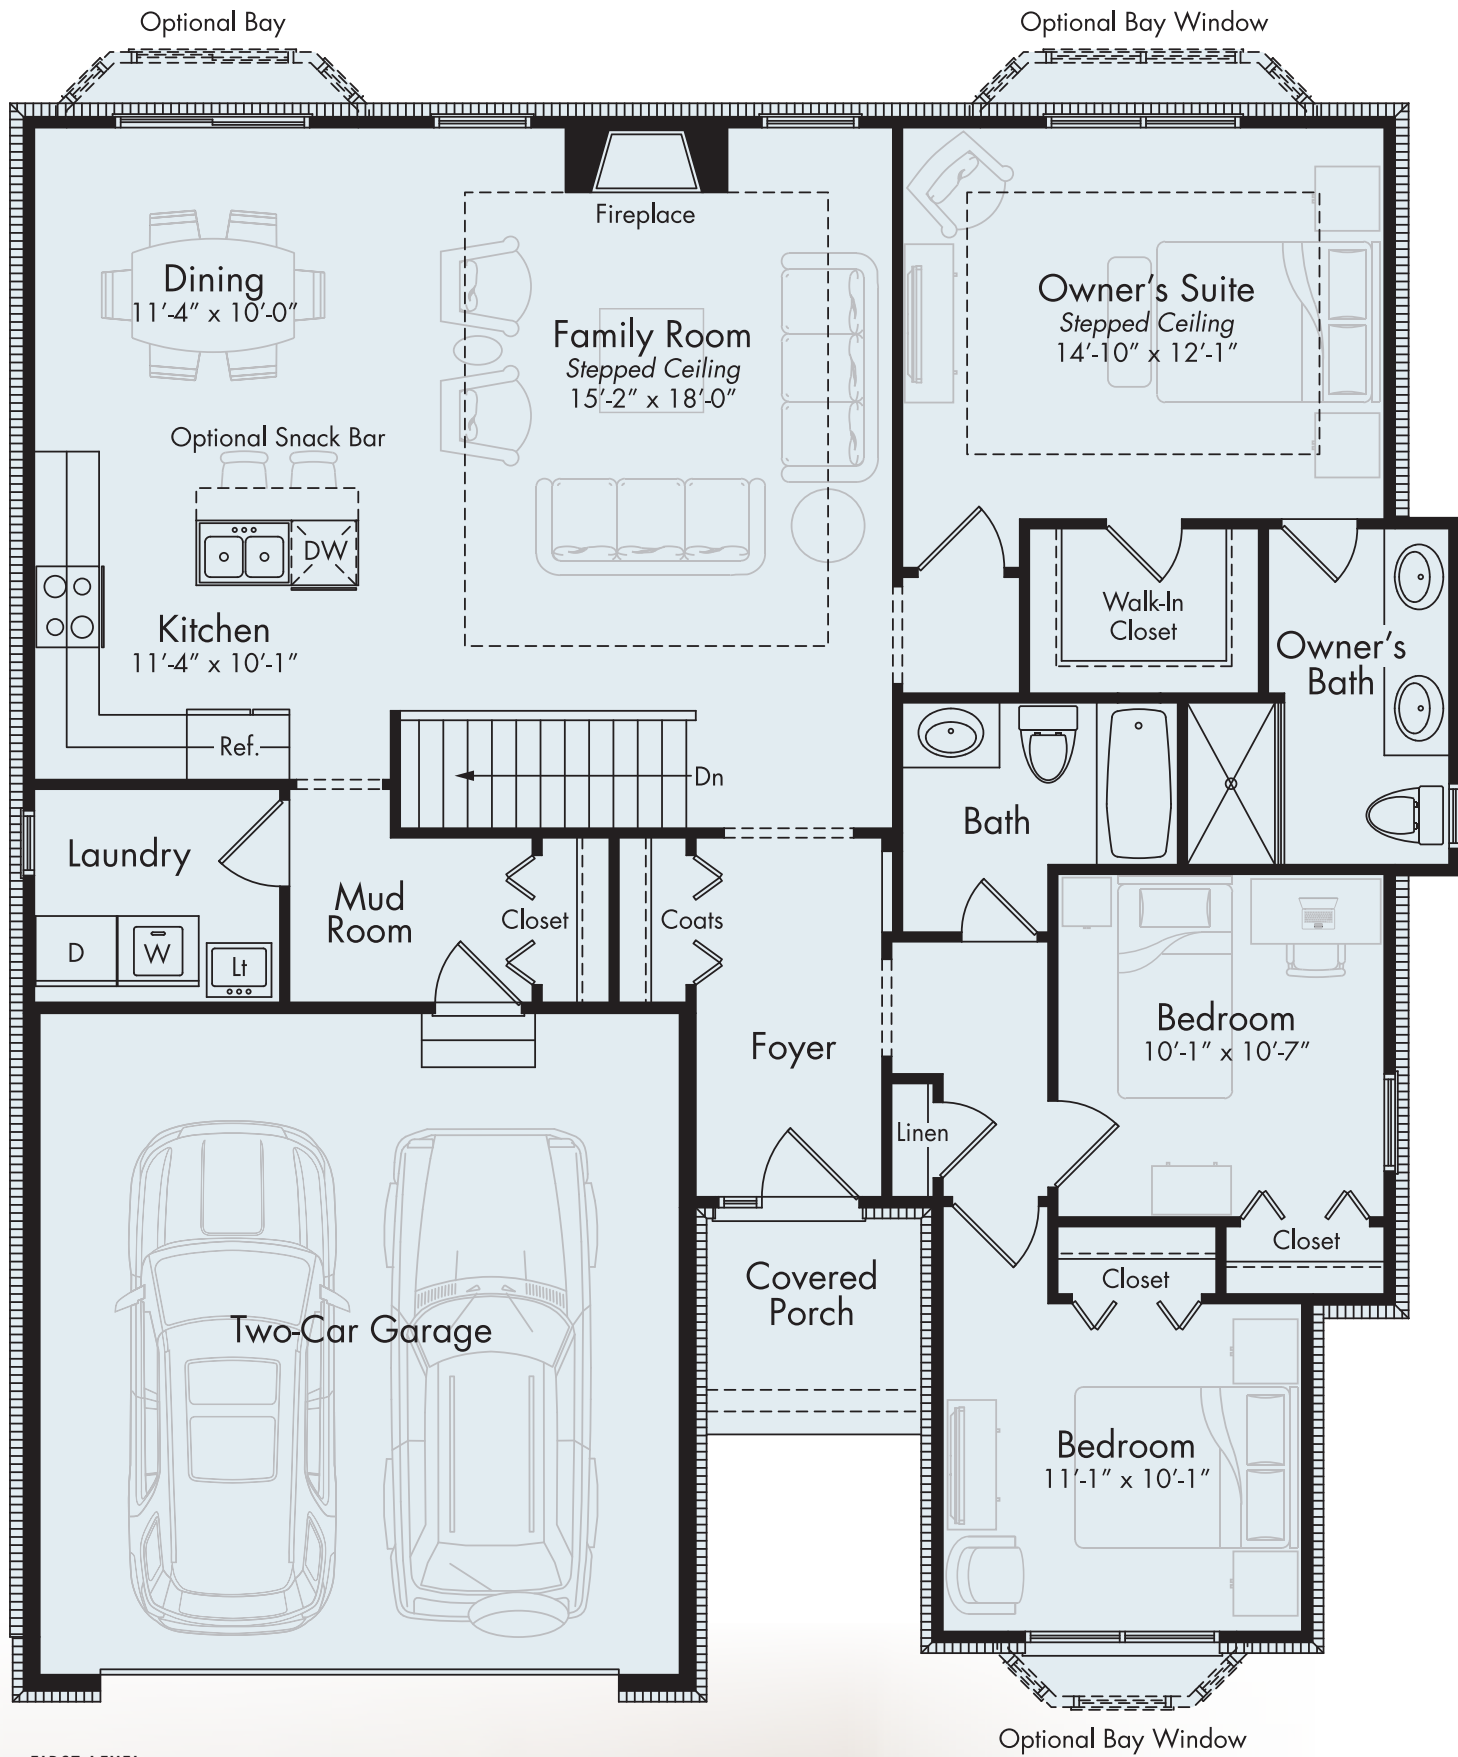 Optional Bay
Optional Bay Window
Fireplace
Dining
11'-4" x 10'-0"
Family Room
Stepped Ceiling
15'-2" x 18'-0"
Owner's Suite
Stepped Ceiling
14'-10" x 12'-1"
Optional Snack Bar
DW
Kitchen
11'-4" x 10'-1"
Walk-In
Closet
Owner's
Bath
Ref.
Dn
Bath
Laundry
Mud
Room
Closet
Coats
D
W
Lt
Foyer
Bedroom
10'-1" x 10'-7"
Linen
Closet
Closet
Covered
Porch
Two-Car Garage
Bedroom
11'-1" x 10'-1"
Optional Bay Window